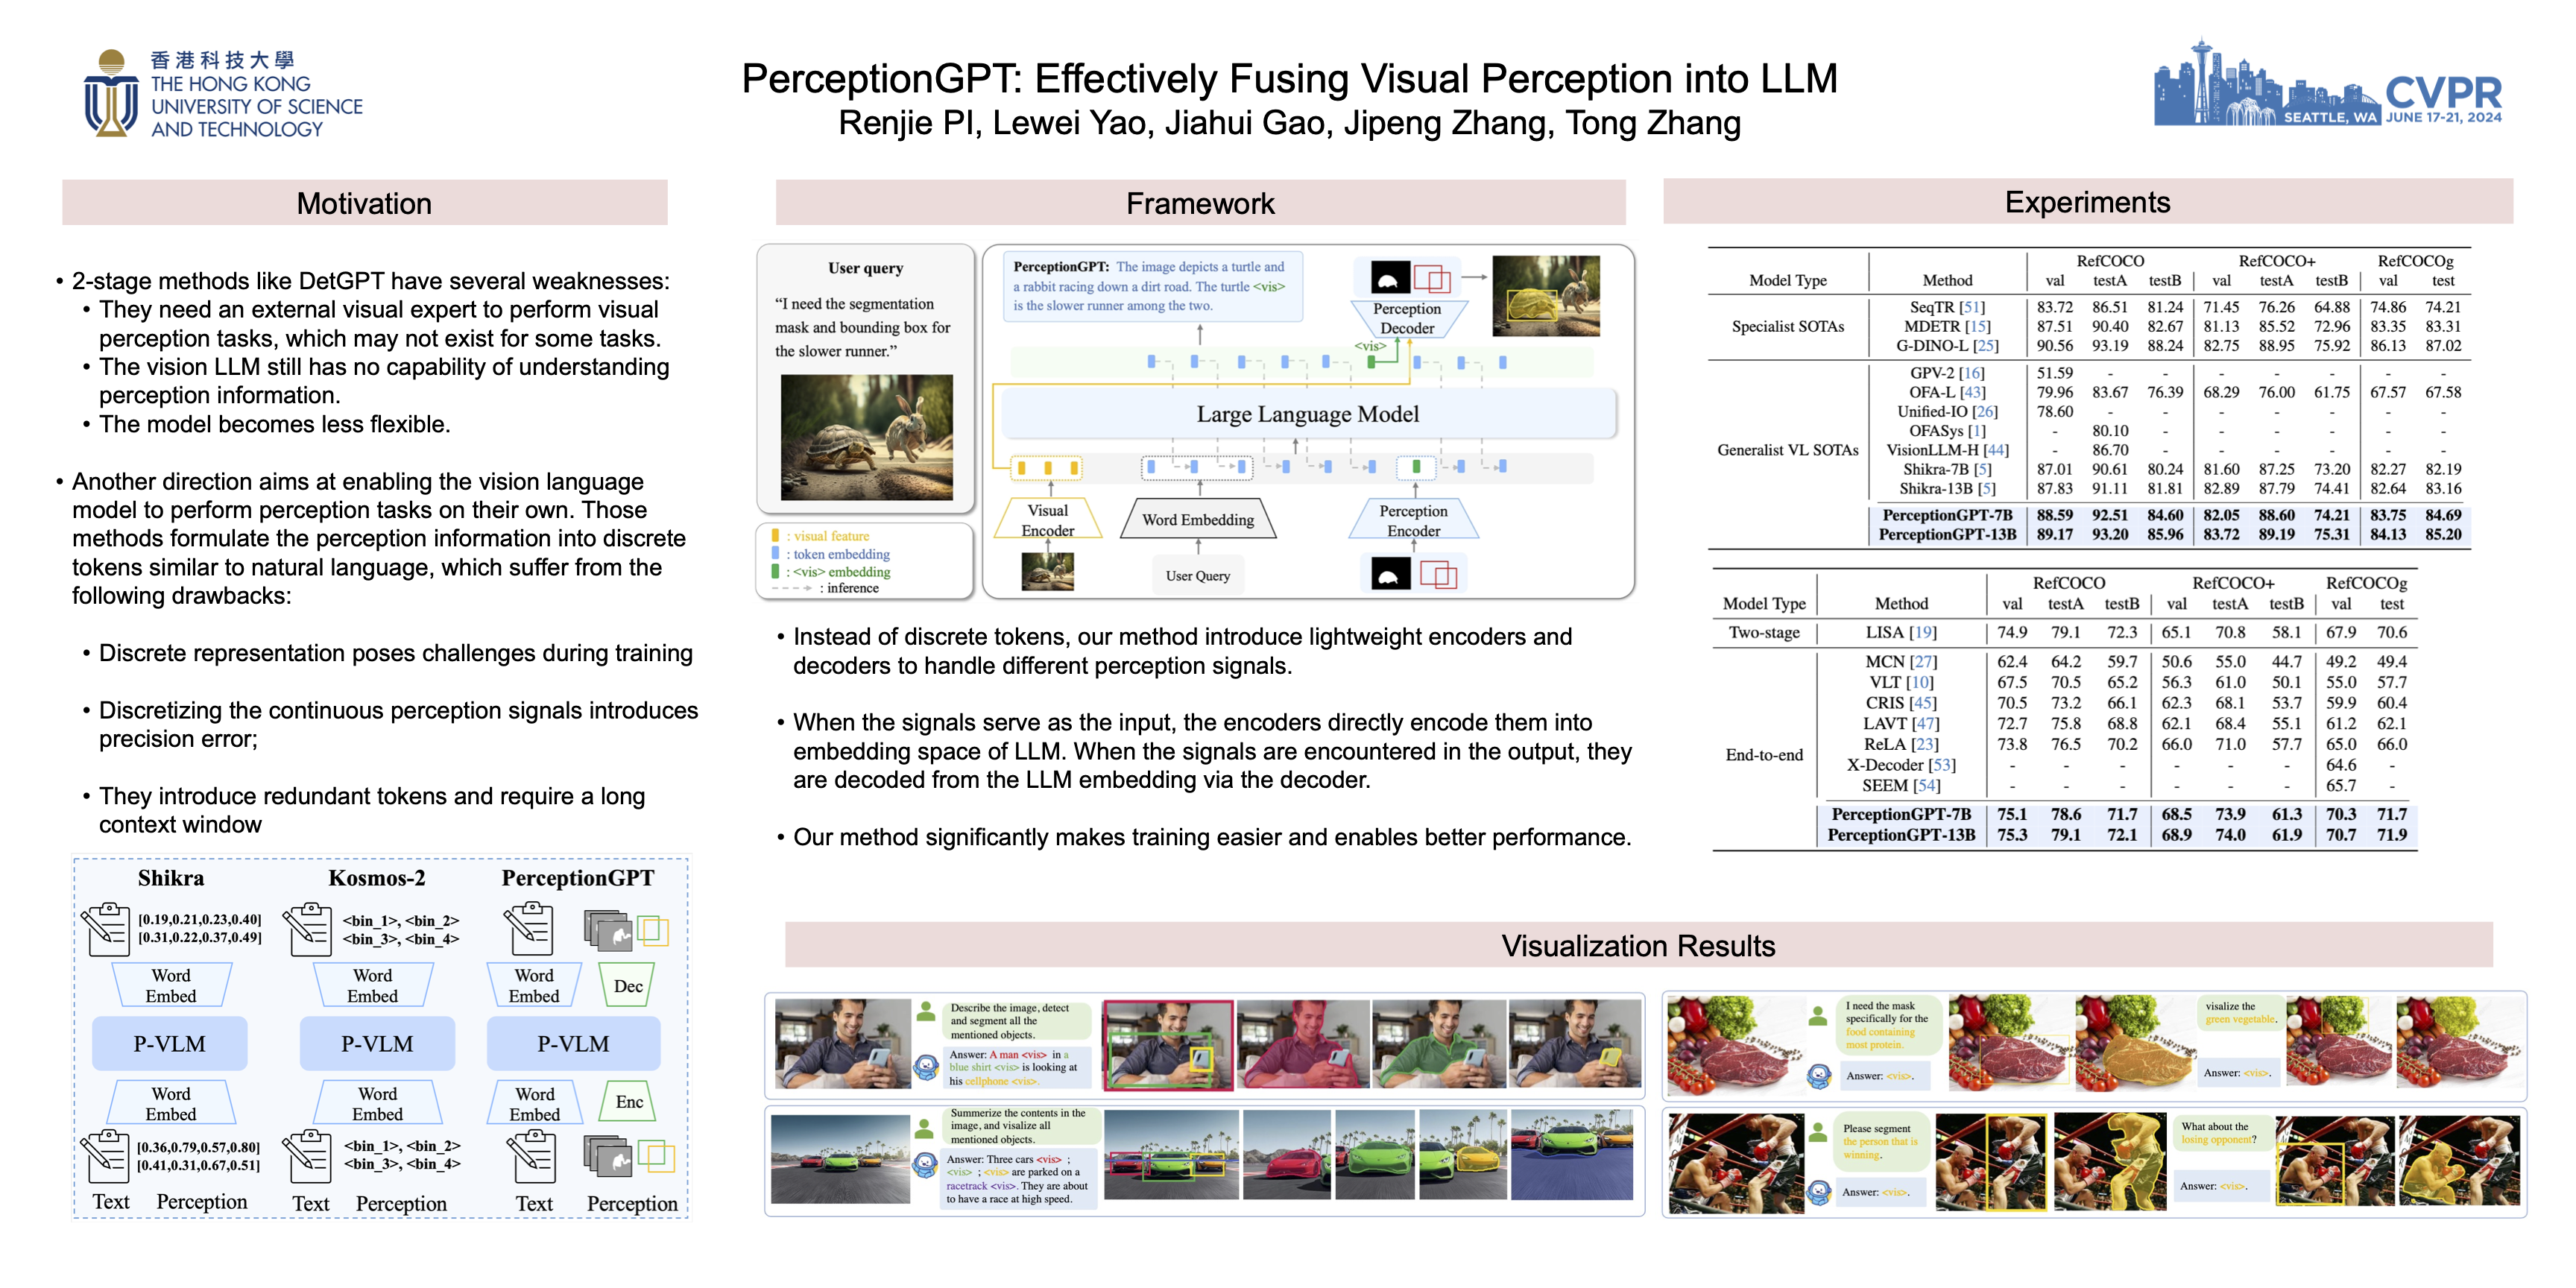 香港科技大學
THE HONG KONG
UNIVERSITY OF SCIENCE
AND TECHNOLOGY
PerceptionGPT: Effectively Fusing Visual Perception into LLM
Renjie PI, Lewei Yao, Jiahui Gao, Jipeng Zhang, Tong Zhang
CVPR
SEATTLE, WA JUNE 17-21, 2024
Motivation
• 2-stage methods like DetGPT have several weaknesses:
• They need an external visual expert to perform visual
perception tasks, which may not exist for some tasks.
• The vision LLM still has no capability of understanding
perception information.
• The model becomes less flexible.
• Another direction aims at enabling the vision language
model to perform perception tasks on their own. Those
methods formulate the perception information into discrete
tokens similar to natural language, which suffer from the
following drawbacks:
• Discrete representation poses challenges during training
• Discretizing the continuous perception signals introduces
precision error;
• They introduce redundant tokens and require a long
context window
Shikra Kosmos-2 PerceptionGPT
[0.19,0.21,0.23,0.40] <bin_1>, <bin_2>
[0.31,0.22,0.37,0.49] <bin_3>, <bin_4>
Word Word Word Dec
Embed Embed Embed
P-VLM P-VLM P-VLM
Word Word Word Enc
Embed Embed Embed
[0.36,0.79,0.57,0.80] <bin_1>, <bin_2>
[0.41,0.31,0.67,0.51] <bin_3>, <bin_4>
Text Perception Text Perception Text Perception
Framework
User query
“I need the segmentation
mask and bounding box for
the slower runner.”
: visual feature
: token embedding
: <vis> embedding
: inference
PerceptionGPT: The image depicts a turtle and
a rabbit racing down a dirt road. The turtle <vis>
is the slower runner among the two.
Perception
Decoder
<vis>
Large Language Model
Visual
Encoder
Word Embedding
Perception
Encoder
User Query
• Instead of discrete tokens, our method introduce lightweight encoders and
decoders to handle different perception signals.
• When the signals serve as the input, the encoders directly encode them into
embedding space of LLM. When the signals are encountered in the output, they
are decoded from the LLM embedding via the decoder.
• Our method significantly makes training easier and enables better performance.
Experiments
Model Type Method RefCOCO RefCOCO+ RefCOCOg
val testA testB val testA testB val test
Specialist SOTAs
SeqTR [51] 83.72 86.51 81.24 71.45 76.26 64.88 74.86 74.21
MDETR [15] 87.51 90.40 82.67 81.13 85.52 72.96 83.35 83.31
G-DINO-L [25] 90.56 93.19 88.24 82.75 88.95 75.92 86.13 87.02
Generalist VL SOTAs
GPV-2 [16] 51.59 - - - - - - -
OFA-L [43] 79.96 83.67 76.39 68.29 76.00 61.75 67.57 67.58
Unified-IO [26] 78.60 - - - - - - -
OFASys [1] - 80.10 - - - - - -
VisionLLM-H [44] - 86.70 - - - - - -
Shikra-7B [5] 87.01 90.61 80.24 81.60 87.25 73.20 82.27 82.19
Shikra-13B [5] 87.83 91.11 81.81 82.89 87.79 74.41 82.64 83.16
PerceptionGPT-7B 88.59 92.51 84.60 82.05 88.60 74.21 83.75 84.69
PerceptionGPT-13B 89.17 93.20 85.96 83.72 89.19 75.31 84.13 85.20
Model Type Method RefCOCO RefCOCO+ RefCOCOg
val testA testB val testA testB val test
Two-stage LISA [19] 74.9 79.1 72.3 65.1 70.8 58.1 67.9 70.6
End-to-end
MCN [27] 62.4 64.2 59.7 50.6 55.0 44.7 49.2 49.4
VLT [10] 67.5 70.5 65.2 56.3 61.0 50.1 55.0 57.7
CRIS [45] 70.5 73.2 66.1 62.3 68.1 53.7 59.9 60.4
LAVT [47] 72.7 75.8 68.8 62.1 68.4 55.1 61.2 62.1
ReLA [23] 73.8 76.5 70.2 66.0 71.0 57.7 65.0 66.0
X-Decoder [53] - - - - - - 64.6 -
SEEM [54] - - - - - - 65.7 -
PerceptionGPT-7B 75.1 78.6 71.7 68.5 73.9 61.3 70.3 71.7
PerceptionGPT-13B 75.3 79.1 72.1 68.9 74.0 61.9 70.7 71.9
Visualization Results
Describe the image, detect
and segment all the
mentioned objects.
Answer: A man <vis> in a
blue shirt <vis> is looking at
his cellphone <vis>.
Summerize the contents in the
image, and visalize all
mentioned objects.
Answer: Three cars <vis> ;
<vis> ; <vis> are parked on a
racetrack <vis>. They are about
to have a race at high speed.
I need the mask
specifically for the
food containing
most protein.
Answer: <vis>.
visalize the
green vegetable.
Answer: <vis>.
Please segment
the person that is
winning.
Answer: <vis>.
What about the
losing opponent?
Answer: <vis>.